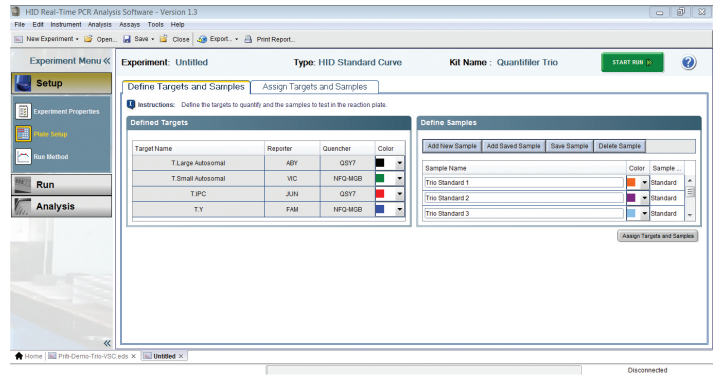 HID Real-Time PCR Analysis Software - Version 1.3
File Edit Instrument Analysis Assays Tools Help
New Experiment Open... Save Close Export... Print Report...
Experiment Menu «
Experiment: Untitled Type: HID Standard Curve Kit Name : Quantifiler Trio START RUN
Setup
Define Targets and Samples Assign Targets and Samples
Instructions: Define the targets to quantify and the samples to test in the reaction plate.
Experiment Properties
Plate Setup
Run Method
Run
Analysis
Defined Targets
Target Name Reporter Quencher Color
T.Large Autosomal ABY QSY7
T.Small Autosomal VIC NFQ-MGB
T.IPC JUN QSY7
T.Y FAM NFQ-MGB
Define Samples
Add New Sample Add Saved Sample Save Sample Delete Sample
Sample Name Color Sample ...
Trio Standard 1 Standard
Trio Standard 2 Standard
Trio Standard 3 Standard
Assign Targets and Samples
«
Home Priti-Demo-Trio-VSC.eds × Untitled ×
Disconnected